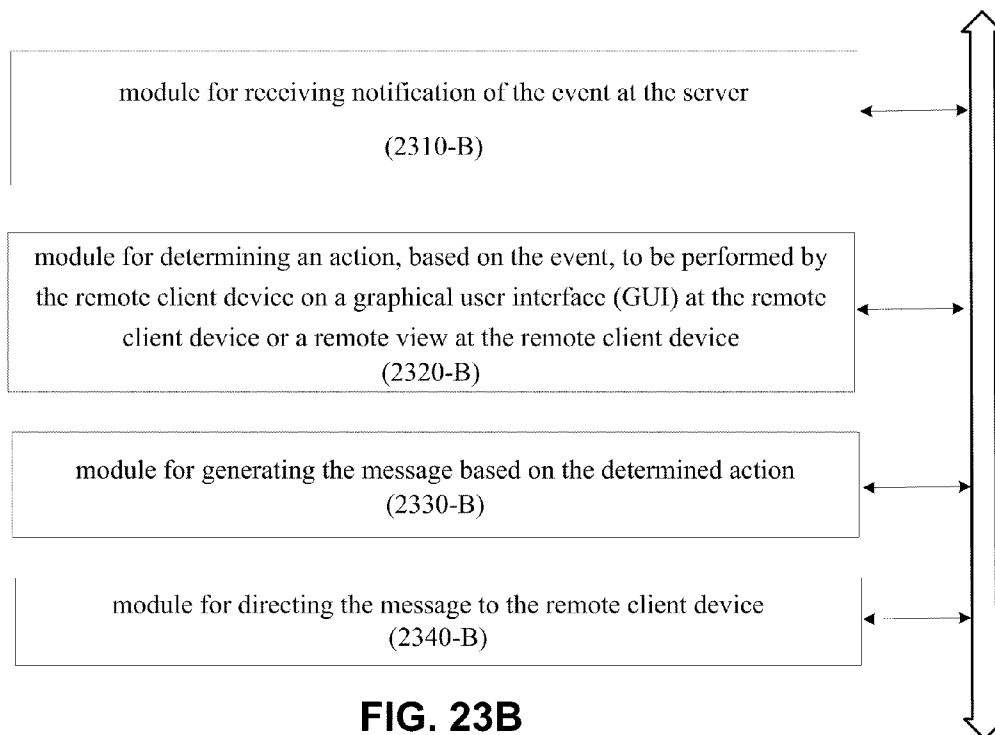 module for receiving notification of the event at the server
(2310-B)
module for determining an action, based on the event, to be performed by
the remote client device on a graphical user interface (GUI) at the remote
client device or a remote view at the remote client device
(2320-B)
module for generating the message based on the determined action
(2330-B)
module for directing the message to the remote client device
(2340-B)
FIG. 23B